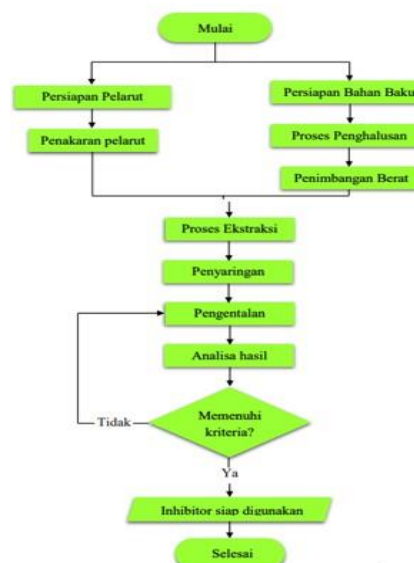 Mulai
Persiapan Pelarut
Persiapan Bahan Baku
Penakaran pelarut
Proses Penghalusan
Penimbangan Berat
Proses Ekstraksi
Penyaringan
Pengentalan
Analisa hasil
Memenuhi
kriteria?
Tidak
Ya
Inhibitor siap digunakan
Selesai